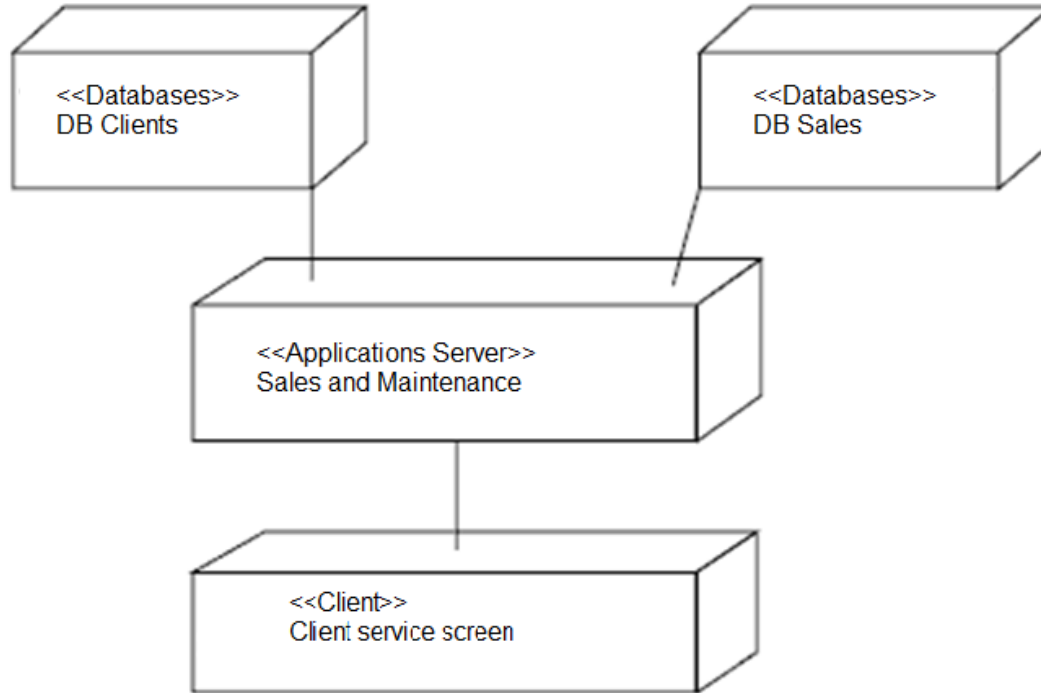 <<Databases>>
DB Clients
<<Databases>>
DB Sales
<<Applications Server>>
Sales and Maintenance
<<Client>>
Client service screen